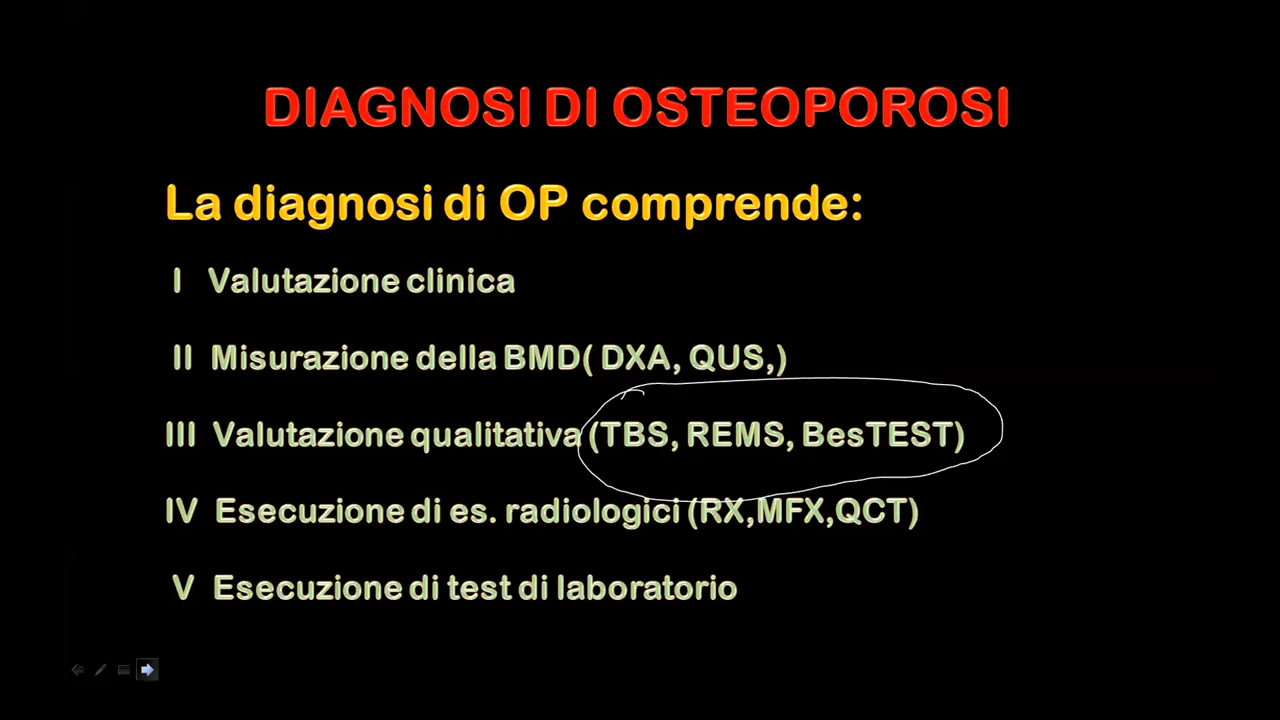 DIAGNOSI DI OSTEOPOROSI
La diagnosi di OP comprende:
I Valutazione clinica
II Misurazione della BMD( DXA, QUS,)
III Valutazione qualitativa (TBS, REMS, BesTEST)
IV Esecuzione di es. radiologici (RX,MFX,QCT)
V Esecuzione di test di laboratorio